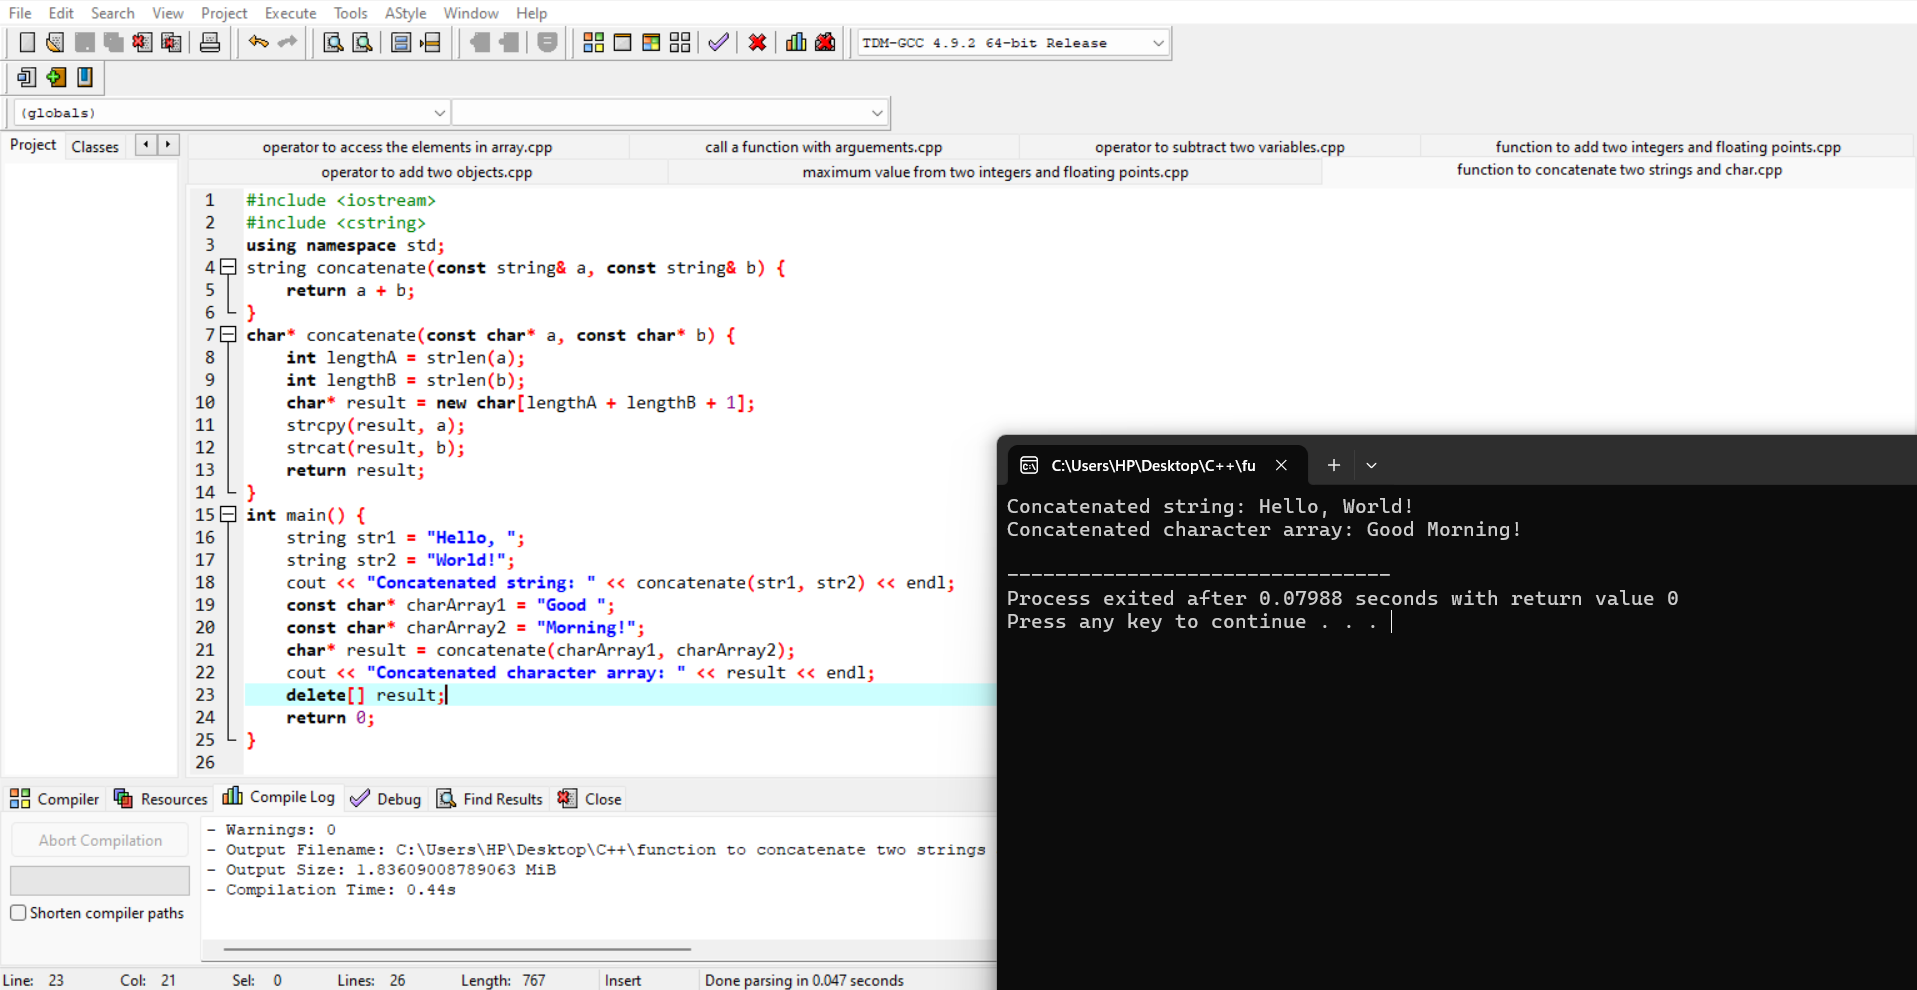 File Edit Search View Project Execute Tools AStyle Window Help
TDM-GCC 4.9.2 64-bit Release
(globals)
Project Classes
operator to access the elements in array.cpp call a function with arguements.cpp operator to subtract two variables.cpp function to add two integers and floating points.cpp
operator to add two objects.cpp maximum value from two integers and floating points.cpp function to concatenate two strings and char.cpp
1 #include <iostream>
2 #include <cstring>
3 using namespace std;
4 string concatenate(const string& a, const string& b) {
5 return a + b;
6 }
7 char* concatenate(const char* a, const char* b) {
8 int lengthA = strlen(a);
9 int lengthB = strlen(b);
10 char* result = new char[lengthA + lengthB + 1];
11 strcpy(result, a);
12 strcat(result, b);
13 return result;
14 }
15 int main() {
16 string str1 = "Hello, ";
17 string str2 = "World!";
18 cout << "Concatenated string: " << concatenate(str1, str2) << endl;
19 const char* charArray1 = "Good ";
20 const char* charArray2 = "Morning!";
21 char* result = concatenate(charArray1, charArray2);
22 cout << "Concatenated character array: " << result << endl;
23 delete[] result;
24 return 0;
25 }
26
C:\Users\HP\Desktop\C++\fu
Concatenated string: Hello, World!
Concatenated character array: Good Morning!
--------------------------------
Process exited after 0.07988 seconds with return value 0
Press any key to continue . . .
Compiler Resources Compile Log Debug Find Results Close
Abort Compilation
Shorten compiler paths
- Warnings: 0
- Output Filename: C:\Users\HP\Desktop\C++\function to concatenate two strings
- Output Size: 1.83609008789063 MiB
- Compilation Time: 0.44s
Line: 23 Col: 21 Sel: 0 Lines: 26 Length: 767 Insert Done parsing in 0.047 seconds